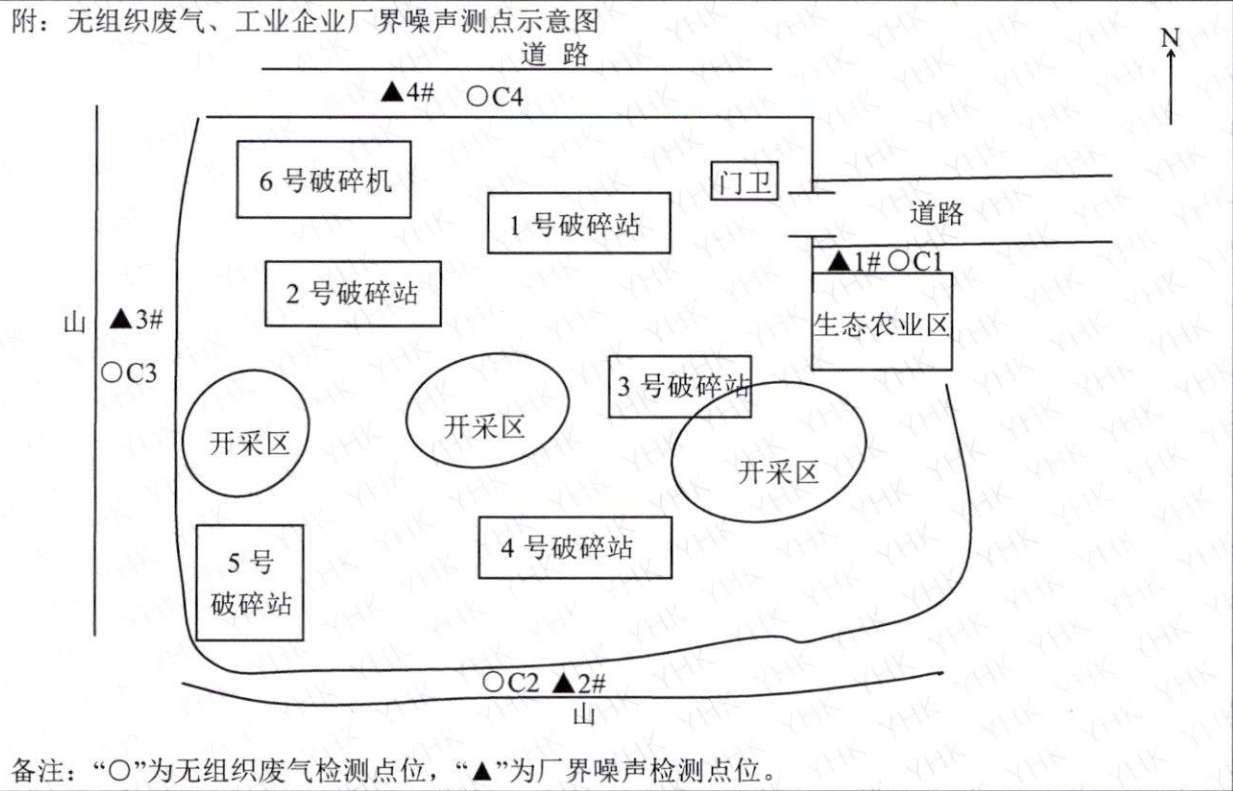 附：无组织废气、工业企业厂界噪声测点示意图
道 路
N
▲4# ○C4
6 号破碎机
门卫
1 号破碎站
道路
▲1# ○C1
2 号破碎站
山
▲3#
生态农业区
○C3
3 号破碎站
开采区
开采区
开采区
4 号破碎站
5 号
破碎站
○C2 ▲2#
山
备注：“○”为无组织废气检测点位，“▲”为厂界噪声检测点位。